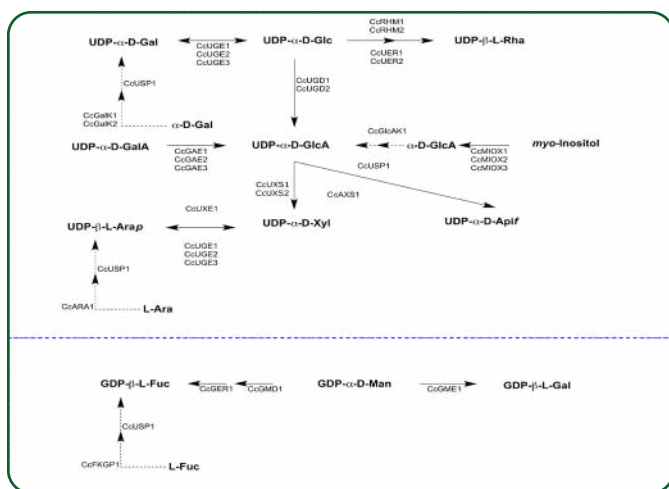 CcRHM1
CcRHM2
UDP-α-D-Gal
CcUGE1
CcUGE2
CcUGE3
UDP-α-D-Glc
CcUER1
CcUER2
UDP-β-L-Rha
CcUSP1
CcUGD1
CcUGD2
CcGalK1
CcGalK2
α-D-Gal
UDP-α-D-GalA
CcGAE1
CcGAE2
CcGAE3
UDP-α-D-GlcA
CcGlcAK1
α-D-GlcA
CcUSP1
CcMIOX1
CcMIOX2
CcMIOX3
myo-Inositol
CcUXS1
CcUXS2
CcAXS1
UDP-β-L-Arap
CcUXE1
CcUGE1
CcUGE2
CcUGE3
UDP-α-D-Xyl
UDP-α-D-Apif
CcUSP1
CcARA1
L-Ara
GDP-β-L-Fuc
CcGER1
CcGMD1
GDP-α-D-Man
CcGME1
GDP-β-L-Gal
CcUSP1
CcFKGP1
L-Fuc